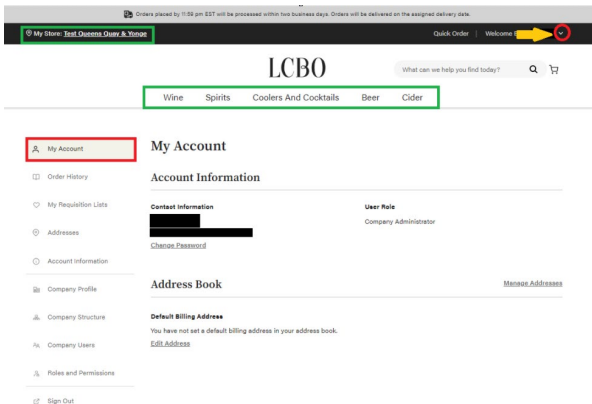 Orders placed by 11:59 pm EST will be processed within two business days. Orders will be delivered on the assigned delivery date.
My Store: Test Queens Quay & Yonge
Quick Order | Welcome
LCBO
What can we help you find today?
Wine Spirits Coolers And Cocktails Beer Cider
My Account
Order History
My Requisition Lists
Addresses
Account Information
Company Profile
Company Structure
Company Users
Roles and Permissions
Sign Out
My Account
Account Information
Contact Information
Change Password
User Role
Company Administrator
Address Book
Manage Addresses
Default Billing Address
You have not set a default billing address in your address book.
Edit Address